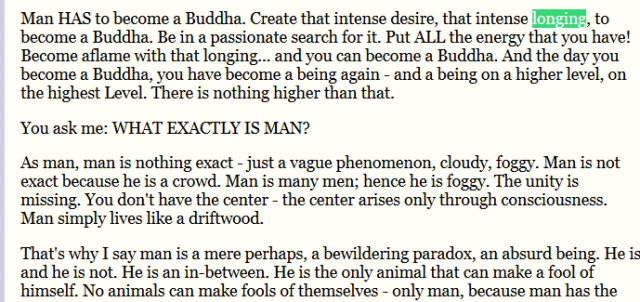 Man HAS to become a Buddha. Create that intense desire, that intense longing, to
become a Buddha. Be in a passionate search for it. Put ALL the energy that you have!
Become aflame with that longing... and you can become a Buddha. And the day you
become a Buddha, you have become a being again - and a being on a higher level, on
the highest Level. There is nothing higher than that.
You ask me: WHAT EXACTLY IS MAN?
As man, man is nothing exact - just a vague phenomenon, cloudy, foggy. Man is not
exact because he is a crowd. Man is many men; hence he is foggy. The unity is
missing. You don't have the center - the center arises only through consciousness.
Man simply lives like a driftwood.
That's why I say man is a mere perhaps, a bewildering paradox, an absurd being. He is
and he is not. He is an in-between. He is the only animal that can make a fool of
himself. No animals can make fools of themselves - only man, because man has the